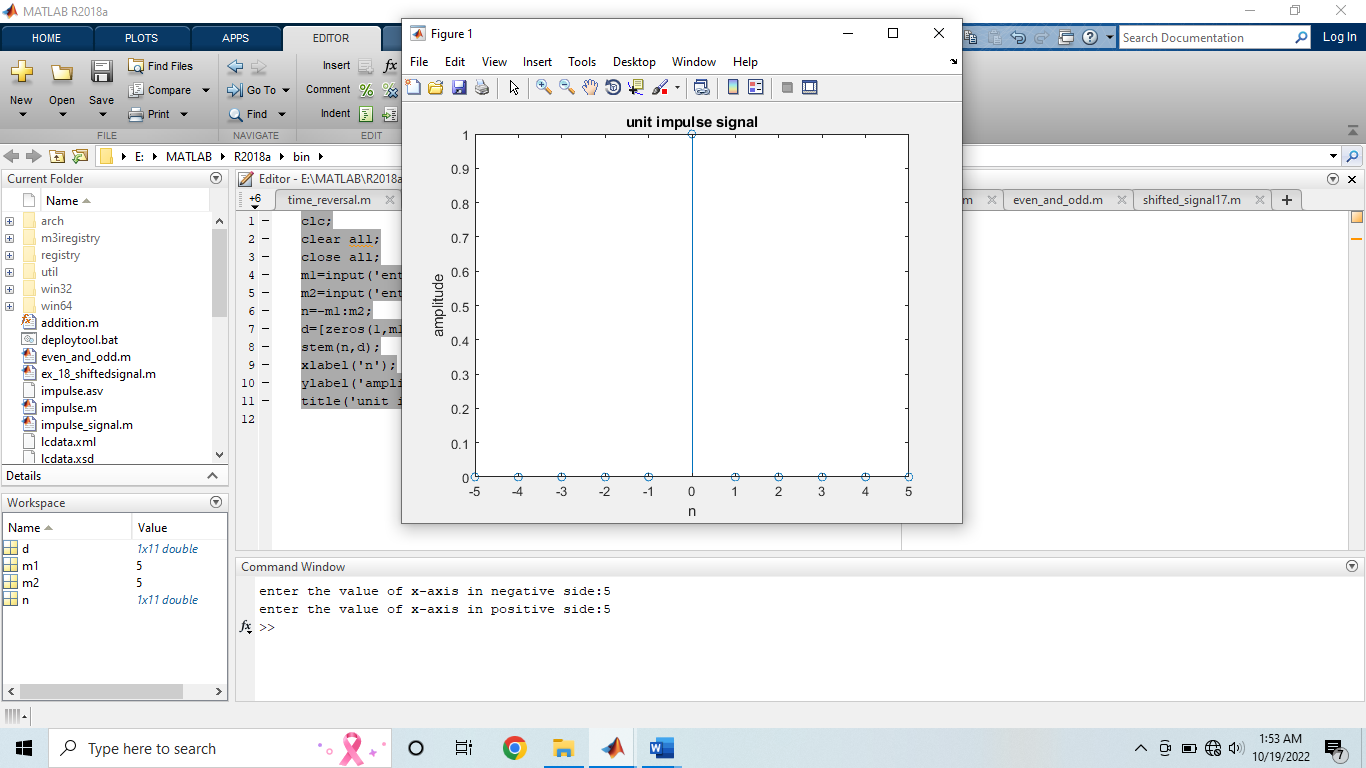 MATLAB R2018a
HOME PLOTS APPS EDITOR Search Documentation Log In
New Open Save Find Files Compare Print Go To Find Insert Comment Indent
FILE NAVIGATE EDIT
E: MATLAB R2018a bin
Current Folder
Name
arch
m3iregistry
registry
util
win32
win64
addition.m
deploytool.bat
even_and_odd.m
ex_18_shiftedsignal.m
impulse.asv
impulse.m
impulse_signal.m
lcdata.xml
lcdata.xsd
Details
Workspace
Name Value
d 1x11 double
m1 5
m2 5
n 1x11 double
Editor - E:\MATLAB\R2018a
+6 time_reversal.m m even_and_odd.m shifted_signal17.m
1 clc;
2 clear all;
3 close all;
4 m1=input('ent
5 m2=input('ent
6 n=-m1:m2;
7 d=[zeros(1,m1
8 stem(n,d);
9 xlabel('n');
10 ylabel('ampli
11 title('unit i
12
Figure 1
File Edit View Insert Tools Desktop Window Help
unit impulse signal
1
0.9
0.8
0.7
0.6
0.5
0.4
0.3
0.2
0.1
0
amplitude
-5 -4 -3 -2 -1 0 1 2 3 4 5
n
Command Window
enter the value of x-axis in negative side:5
enter the value of x-axis in positive side:5
fx >>
Type here to search
1:53 AM
10/19/2022
7